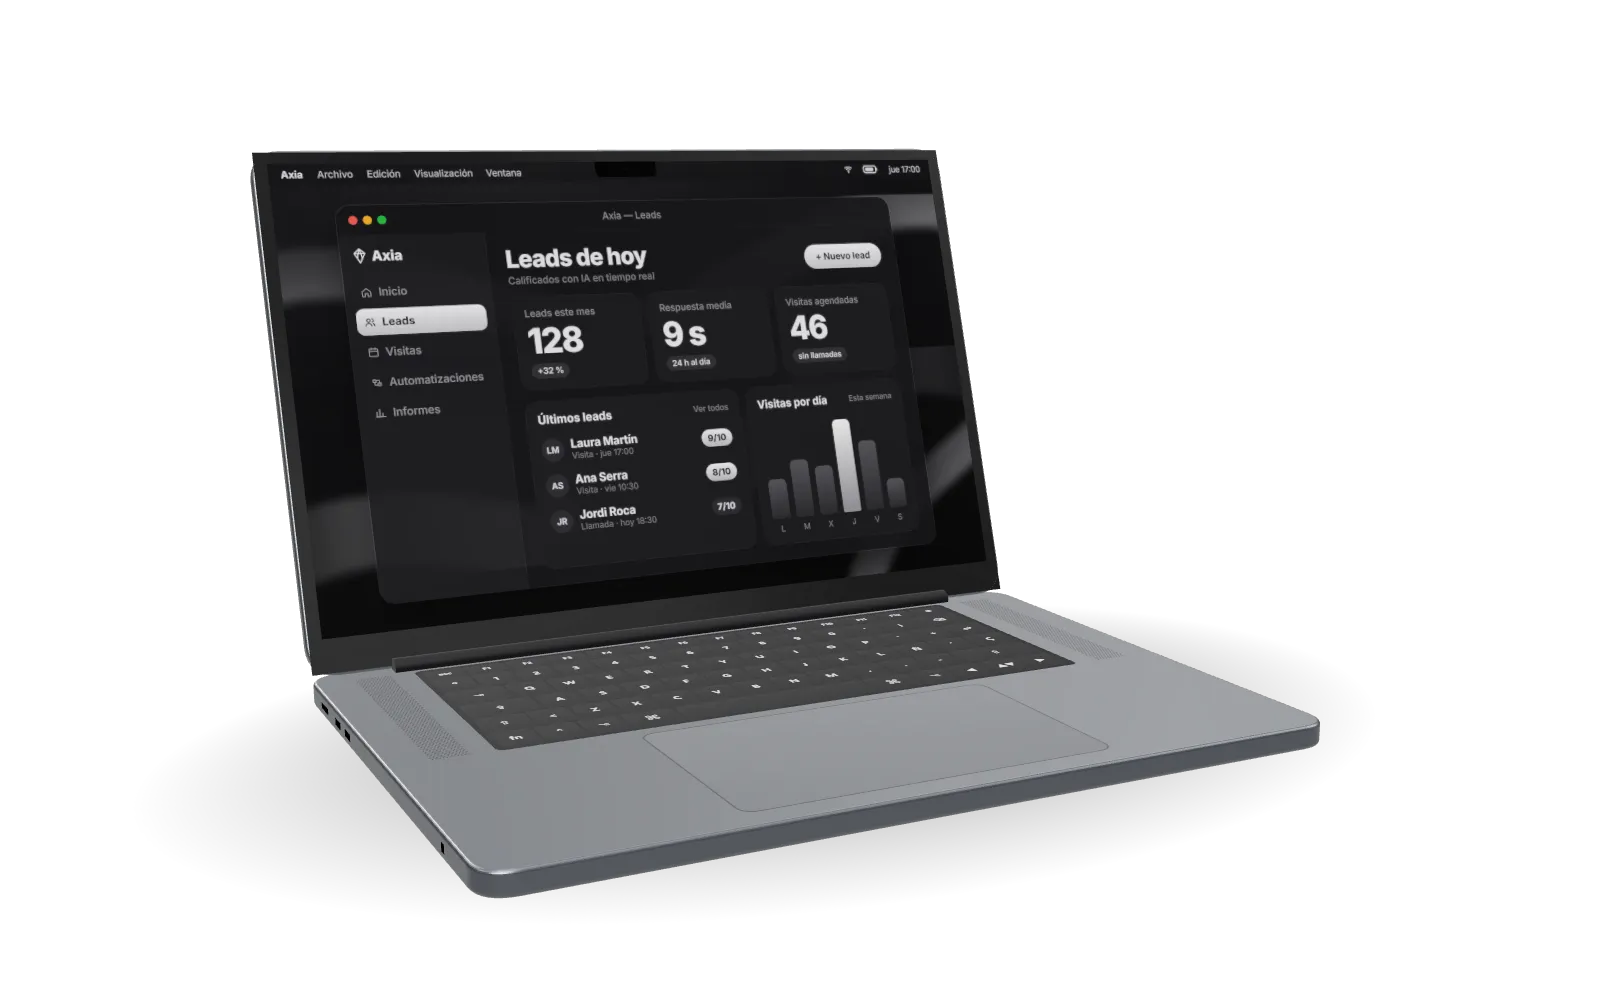 Axia Archivo Edición Visualización Ventana
jue 17:00
Axia — Leads
Axia
Inicio
Leads
Visitas
Automatizaciones
Informes
Leads de hoy
Calificados con IA en tiempo real
+ Nuevo lead
Leads este mes
128
+32 %
Respuesta media
9 s
24 h al día
Visitas agendadas
46
sin llamadas
Últimos leads
Ver todos
LM
Laura Martín
Visita · jue 17:00
9/10
AS
Ana Serra
Visita · vie 10:30
8/10
JR
Jordi Roca
Llamada · hoy 18:30
7/10
Visitas por día
Esta semana
L M X J V S
Q W E R T Y U I O P
A S D F G H J K L Ñ
Z X C V B N M
fn